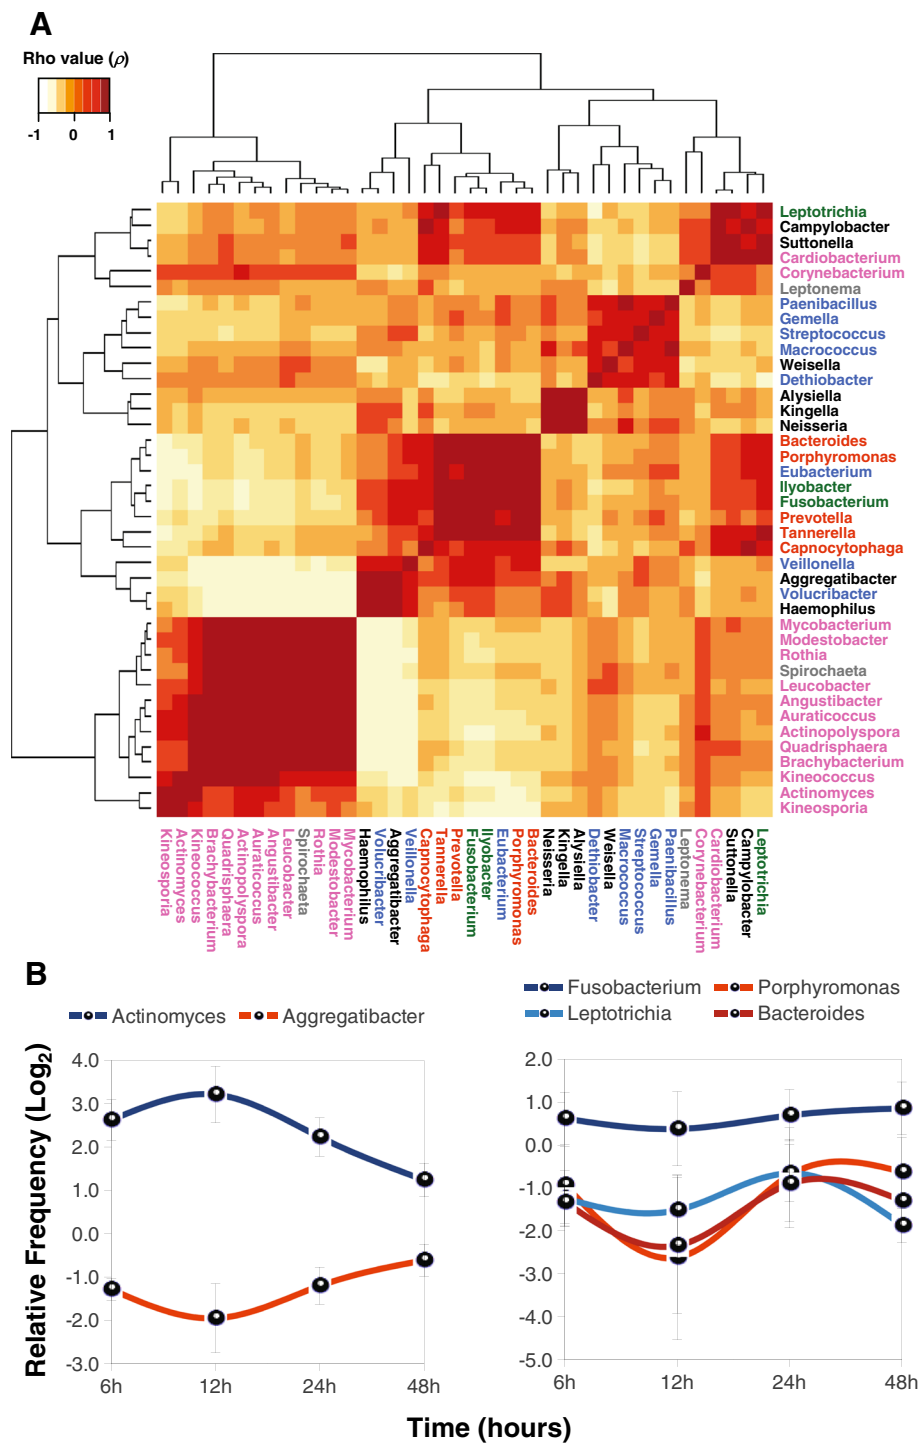 A
Rho value (ρ)
-1 0 1
Leptotrichia
Campylobacter
Suttonella
Cardiobacterium
Corynebacterium
Leptonema
Paenibacillus
Gemella
Streptococcus
Macrococcus
Weisella
Dethiobacter
Alysiella
Kingella
Neisseria
Bacteroides
Porphyromonas
Eubacterium
Ilyobacter
Fusobacterium
Prevotella
Tannerella
Capnocytophaga
Veillonella
Aggregatibacter
Volucribacter
Haemophilus
Mycobacterium
Modestobacter
Rothia
Spirochaeta
Leucobacter
Angustibacter
Auraticoccus
Actinopolyspora
Quadrisphaera
Brachybacterium
Kineococcus
Actinomyces
Kineosporia
Kineosporia
Actinomyces
Kineococcus
Brachybacterium
Quadrisphaera
Actinopolyspora
Auraticoccus
Angustibacter
Leucobacter
Spirochaeta
Rothia
Modestobacter
Mycobacterium
Haemophilus
Volucribacter
Aggregatibacter
Veillonella
Capnocytophaga
Tannerella
Prevotella
Fusobacterium
Ilyobacter
Eubacterium
Porphyromonas
Bacteroides
Neisseria
Kingella
Alysiella
Dethiobacter
Weisella
Macrococcus
Streptococcus
Gemella
Paenibacillus
Leptonema
Corynebacterium
Cardiobacterium
Suttonella
Campylobacter
Leptotrichia
B
Relative Frequency (Log2)
Actinomyces Aggregatibacter
4.0
3.0
2.0
1.0
0.0
-1.0
-2.0
-3.0
6h 12h 24h 48h
Fusobacterium Porphyromonas
Leptotrichia Bacteroides
2.0
1.0
0.0
-1.0
-2.0
-3.0
-4.0
-5.0
6h 12h 24h 48h
Time (hours)